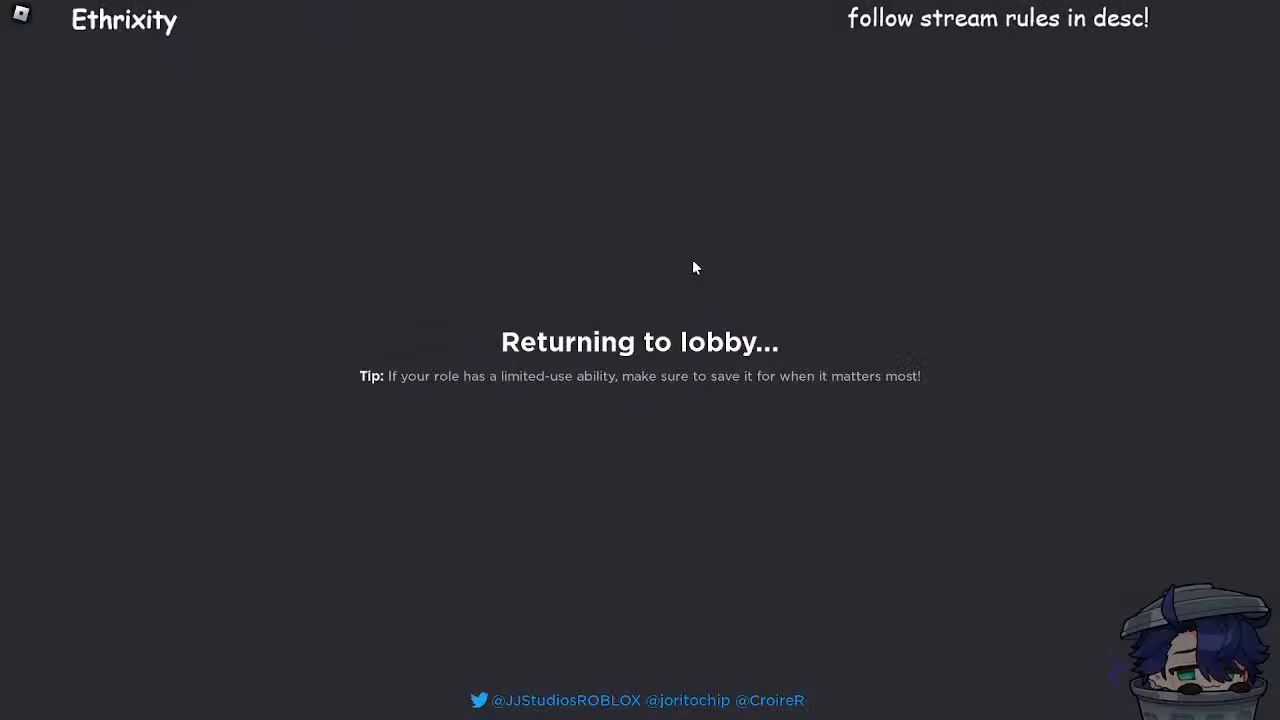 Ethrixity
follow stream rules in desc!
Returning to lobby...
Tip: If your role has a limited-use ability, make sure to save it for when it matters most!
@JJStudiosROBLOX @joritochip @CroireR